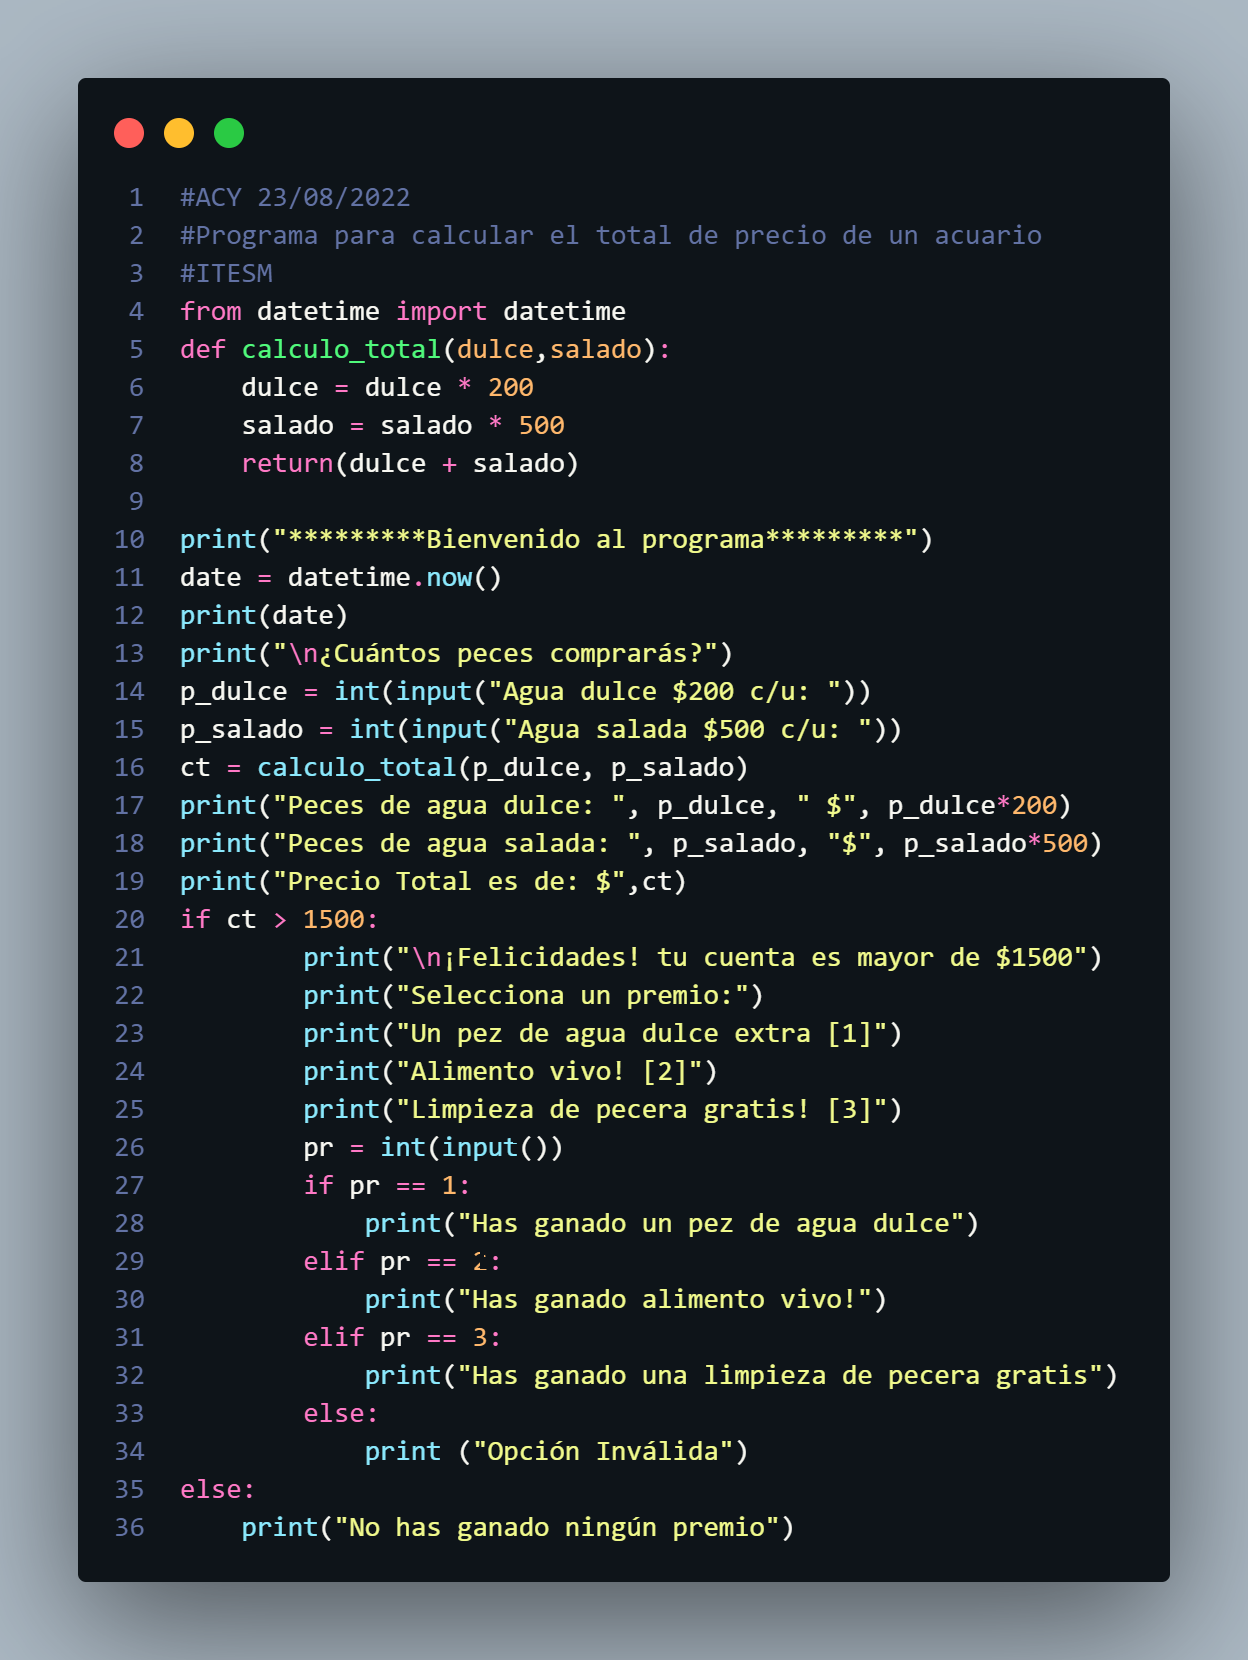 1 #ACY 23/08/2022
2 #Programa para calcular el total de precio de un acuario
3 #ITESM
4 from datetime import datetime
5 def calculo_total(dulce,salado):
6     dulce = dulce * 200
7     salado = salado * 500
8     return(dulce + salado)
9
10 print("*********Bienvenido al programa*********")
11 date = datetime.now()
12 print(date)
13 print("\n¿Cuántos peces comprarás?")
14 p_dulce = int(input("Agua dulce $200 c/u: "))
15 p_salado = int(input("Agua salada $500 c/u: "))
16 ct = calculo_total(p_dulce, p_salado)
17 print("Peces de agua dulce: ", p_dulce, " $", p_dulce*200)
18 print("Peces de agua salada: ", p_salado, "$", p_salado*500)
19 print("Precio Total es de: $",ct)
20 if ct > 1500:
21         print("\n¡Felicidades! tu cuenta es mayor de $1500")
22         print("Selecciona un premio:")
23         print("Un pez de agua dulce extra [1]")
24         print("Alimento vivo! [2]")
25         print("Limpieza de pecera gratis! [3]")
26         pr = int(input())
27         if pr == 1:
28             print("Has ganado un pez de agua dulce")
29         elif pr == 2:
30             print("Has ganado alimento vivo!")
31         elif pr == 3:
32             print("Has ganado una limpieza de pecera gratis")
33         else:
34             print ("Opción Inválida")
35 else:
36     print("No has ganado ningún premio")